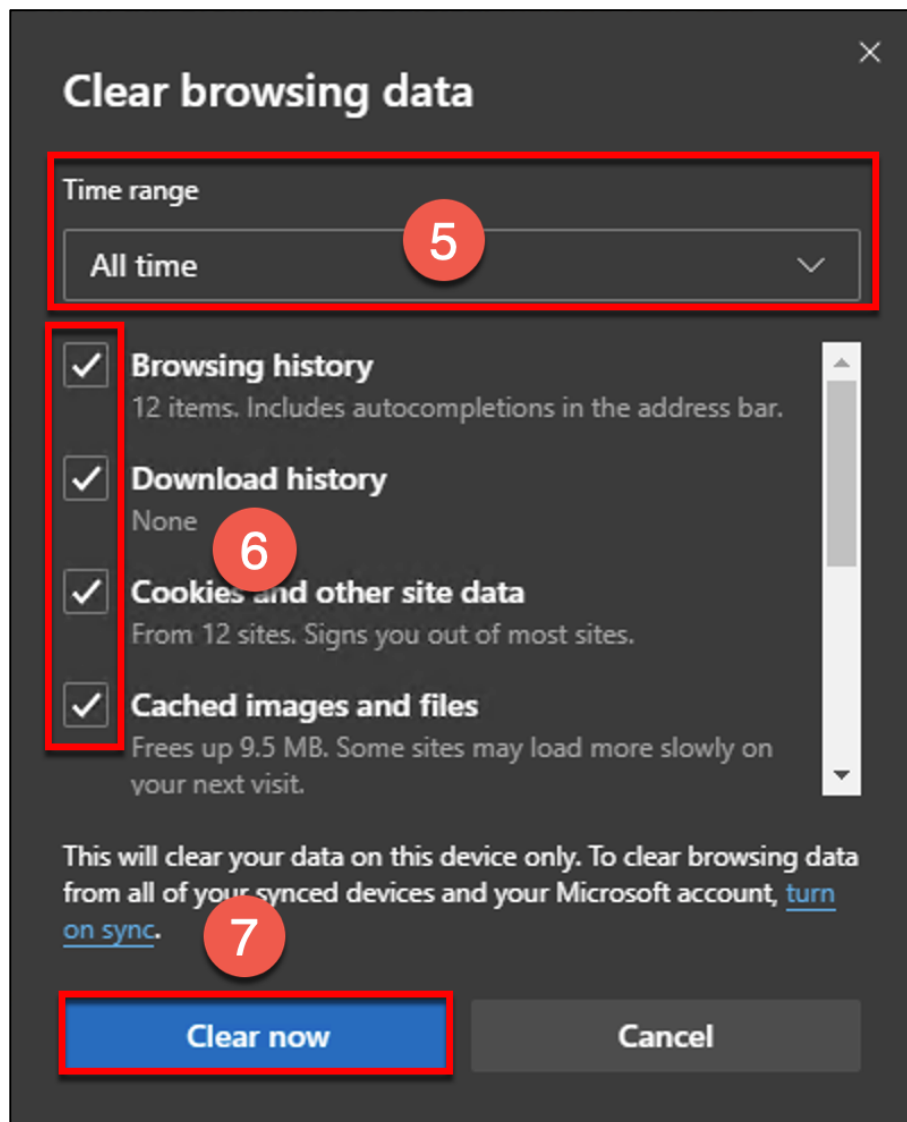 Clear browsing data
Time range
All time
5
Browsing history
12 items. Includes autocompletions in the address bar.
Download history
None
6
Cookies and other site data
From 12 sites. Signs you out of most sites.
Cached images and files
Frees up 9.5 MB. Some sites may load more slowly on
your next visit.
This will clear your data on this device only. To clear browsing data
from all of your synced devices and your Microsoft account, turn
on sync.
7
Clear now
Cancel